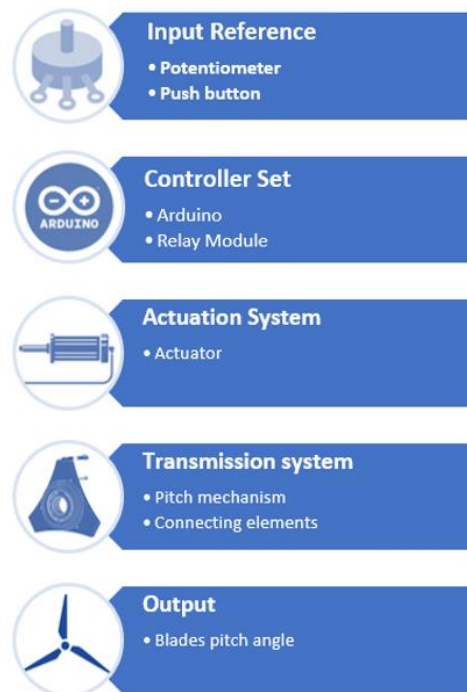 Input Reference
• Potentiometer
• Push button
ARDUINO
Controller Set
• Arduino
• Relay Module
Actuation System
• Actuator
Transmission system
• Pitch mechanism
• Connecting elements
Output
• Blades pitch angle